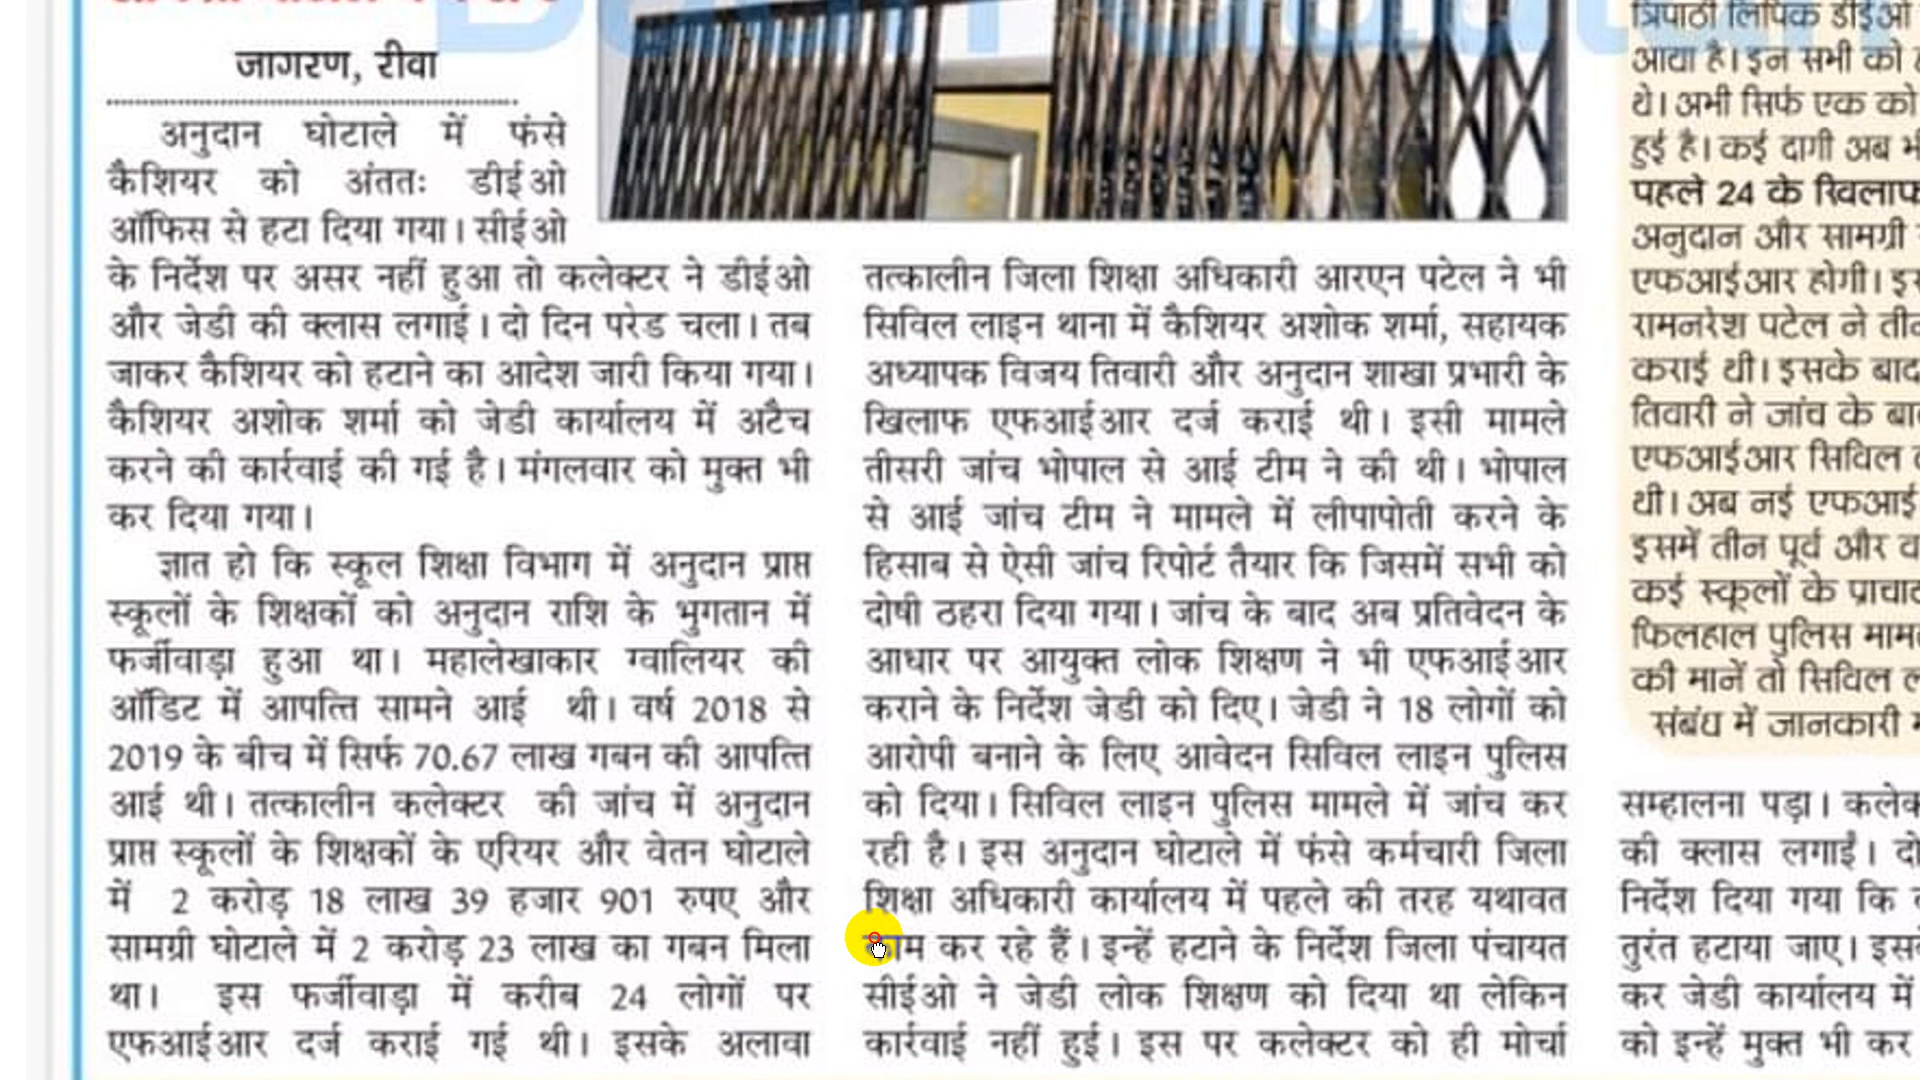 जागरण, रीवा
अनुदान घोटाले में फंसे
कैशियर को अंततः डीईओ
ऑफिस से हटा दिया गया। सीईओ
के निर्देश पर असर नहीं हुआ तो कलेक्टर ने डीईओ
और जेडी की क्लास लगाई। दो दिन परेड चला। तब
जाकर कैशियर को हटाने का आदेश जारी किया गया।
कैशियर अशोक शर्मा को जेडी कार्यालय में अटैच
करने की कार्रवाई की गई है। मंगलवार को मुक्त भी
कर दिया गया।
ज्ञात हो कि स्कूल शिक्षा विभाग में अनुदान प्राप्त
स्कूलों के शिक्षकों को अनुदान राशि के भुगतान में
फर्जीवाड़ा हुआ था। महालेखाकार ग्वालियर की
ऑडिट में आपत्ति सामने आई थी। वर्ष 2018 से
2019 के बीच में सिर्फ 70.67 लाख गबन की आपत्ति
आई थी। तत्कालीन कलेक्टर की जांच में अनुदान
प्राप्त स्कूलों के शिक्षकों के एरियर और वेतन घोटाले
में 2 करोड़ 18 लाख 39 हजार 901 रुपए और
सामग्री घोटाले में 2 करोड़ 23 लाख का गबन मिला
था। इस फर्जीवाड़ा में करीब 24 लोगों पर
एफआईआर दर्ज कराई गई थी। इसके अलावा
तत्कालीन जिला शिक्षा अधिकारी आरएन पटेल ने भी
सिविल लाइन थाना में कैशियर अशोक शर्मा, सहायक
अध्यापक विजय तिवारी और अनुदान शाखा प्रभारी के
खिलाफ एफआईआर दर्ज कराई थी। इसी मामले
तीसरी जांच भोपाल से आई टीम ने की थी। भोपाल
से आई जांच टीम ने मामले में लीपापोती करने के
हिसाब से ऐसी जांच रिपोर्ट तैयार कि जिसमें सभी को
दोषी ठहरा दिया गया। जांच के बाद अब प्रतिवेदन के
आधार पर आयुक्त लोक शिक्षण ने भी एफआईआर
कराने के निर्देश जेडी को दिए। जेडी ने 18 लोगों को
आरोपी बनाने के लिए आवेदन सिविल लाइन पुलिस
को दिया। सिविल लाइन पुलिस मामले में जांच कर
रही है। इस अनुदान घोटाले में फंसे कर्मचारी जिला
शिक्षा अधिकारी कार्यालय में पहले की तरह यथावत
काम कर रहे हैं। इन्हें हटाने के निर्देश जिला पंचायत
सीईओ ने जेडी लोक शिक्षण को दिया था लेकिन
कार्रवाई नहीं हुई। इस पर कलेक्टर को ही मोर्चा
त्रिपाठी लिपिक डीईओ
आद्या है। इन सभी को
थे। अभी सिर्फ एक को
हुई है। कई दागी अब
पहले 24 के खिलाफ
अनुदान और सामग्री
एफआईआर होगी।
रामनरेश पटेल ने
कराई थी। इसके बाद
तिवारी ने जांच के
एफआईआर सिविल
थी। अब नई एफआई
इसमें तीन पूर्व और
कई स्कूलों के
फिलहाल पुलिस
की मानें तो सिविल
संबंध में जानकारी
सम्हालना पड़ा।
की क्लास लगाईं।
निर्देश दिया गया कि
तुरंत हटाया जाए।
कर जेडी कार्यालय में
को इन्हें मुक्त भी कर